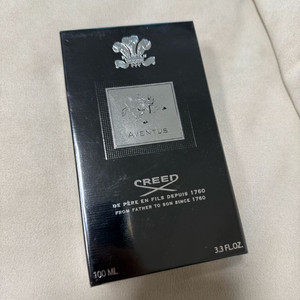 AVENTUS
CREED
DE PÈRE EN FILS DEPUIS 1760
FROM FATHER TO SON SINCE 1760
100 ML
3.3 FL.OZ.